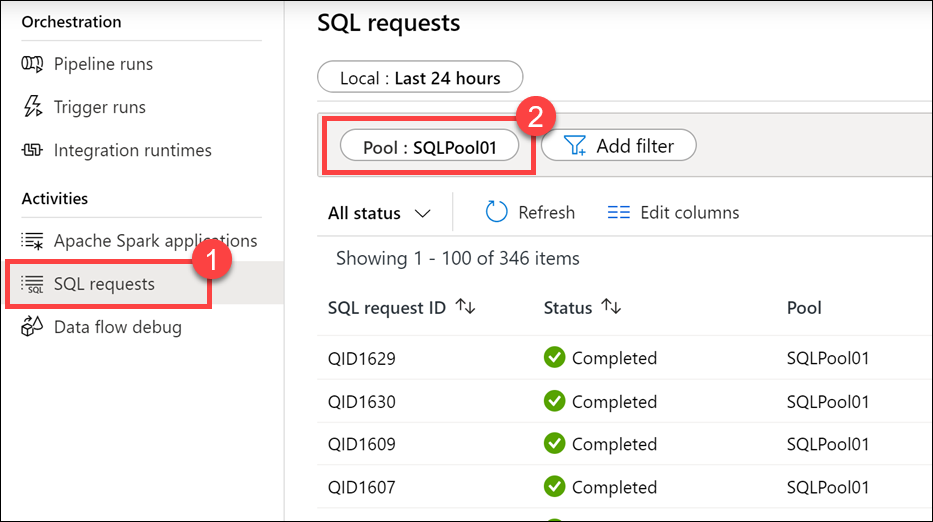 Orchestration
Pipeline runs
Trigger runs
Integration runtimes
Activities
Apache Spark applications
1
SQL requests
Data flow debug
SQL requests
Local : Last 24 hours
2
Pool : SQLPool01
Add filter
All status
Refresh
Edit columns
Showing 1 - 100 of 346 items
SQL request ID Status Pool
QID1629 Completed SQLPool01
QID1630 Completed SQLPool01
QID1609 Completed SQLPool01
QID1607 Completed SQLPool01